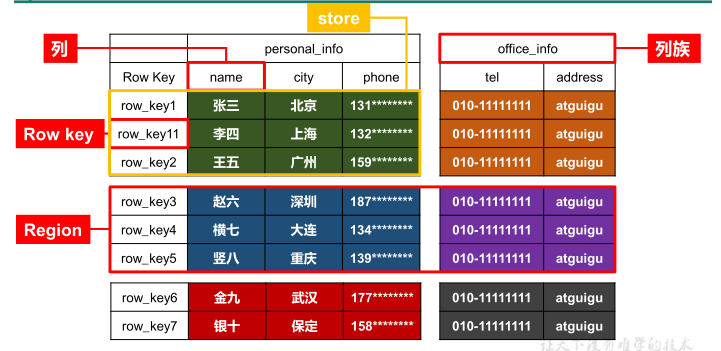 store
列
personal_info
office_info
列族
Row Key
name
city
phone
tel
address
row_key1
张三
北京
131********
010-11111111
atguigu
Row key
row_key11
李四
上海
132********
010-11111111
atguigu
row_key2
王五
广州
159********
010-11111111
atguigu
row_key3
赵六
深圳
187********
010-11111111
atguigu
Region
row_key4
横七
大连
134********
010-11111111
atguigu
row_key5
竖八
重庆
139********
010-11111111
atguigu
row_key6
金九
武汉
177********
010-11111111
atguigu
row_key7
银十
保定
158********
010-11111111
atguigu
让天下没有难学的技术